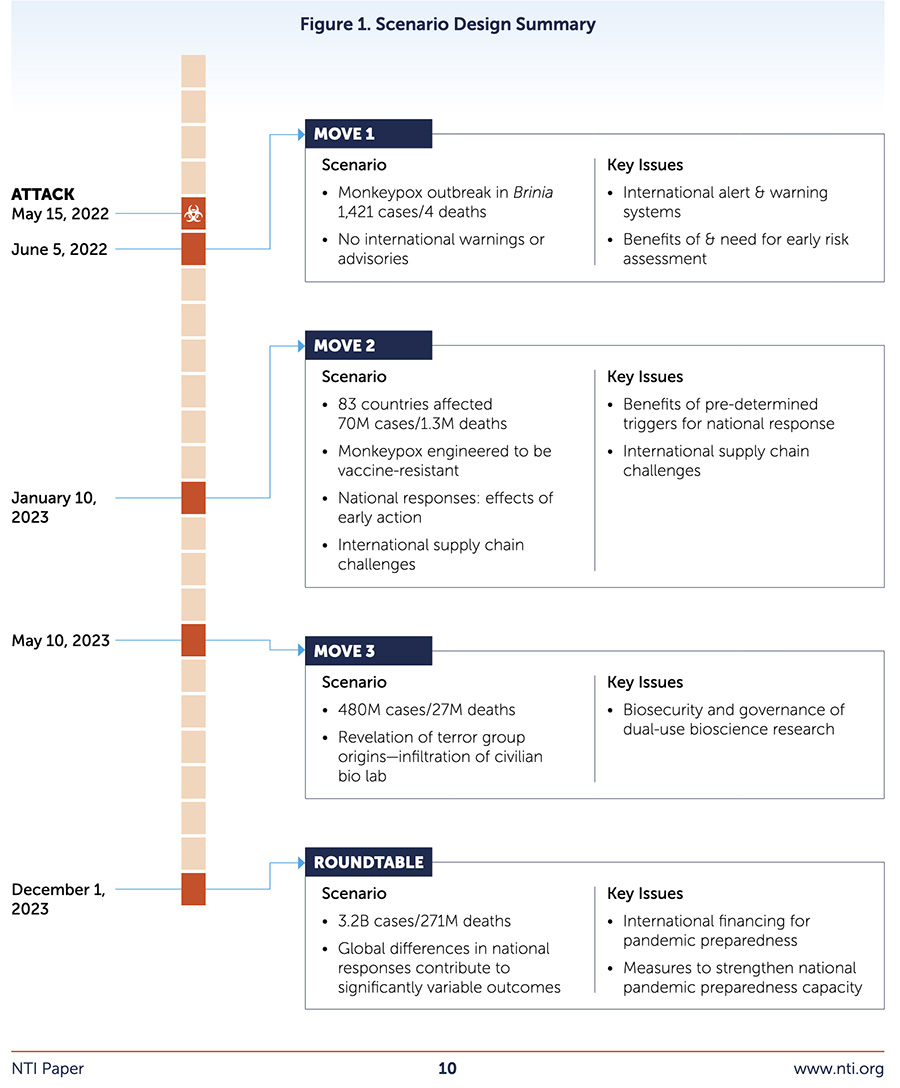 Figure 1. Scenario Design Summary
ATTACK
May 15, 2022
June 5, 2022
MOVE 1
Scenario
• Monkeypox outbreak in Brinia
1,421 cases/4 deaths
• No international warnings or
advisories
Key Issues
• International alert & warning
systems
• Benefits of & need for early risk
assessment
January 10,
2023
MOVE 2
Scenario
• 83 countries affected
70M cases/1.3M deaths
• Monkeypox engineered to be
vaccine-resistant
• National responses: effects of
early action
• International supply chain
challenges
Key Issues
• Benefits of pre-determined
triggers for national response
• International supply chain
challenges
May 10, 2023
MOVE 3
Scenario
• 480M cases/27M deaths
• Revelation of terror group
origins—infiltration of civilian
bio lab
Key Issues
• Biosecurity and governance of
dual-use bioscience research
December 1,
2023
ROUNDTABLE
Scenario
• 3.2B cases/271M deaths
• Global differences in national
responses contribute to
significantly variable outcomes
Key Issues
• International financing for
pandemic preparedness
• Measures to strengthen national
pandemic preparedness capacity
NTI Paper
10
www.nti.org